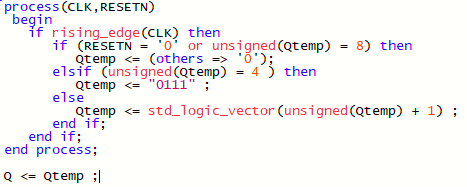 process(CLK,RESETN)
begin
if rising_edge(CLK) then
if (RESETN = '0' or unsigned(Qtemp) = 8) then
Qtemp <= (others => '0');
elsif (unsigned(Qtemp) = 4 ) then
Qtemp <= "0111" ;
else
Qtemp <= std_logic_vector(unsigned(Qtemp) + 1) ;
end if;
end if;
end process;
Q <= Qtemp ;